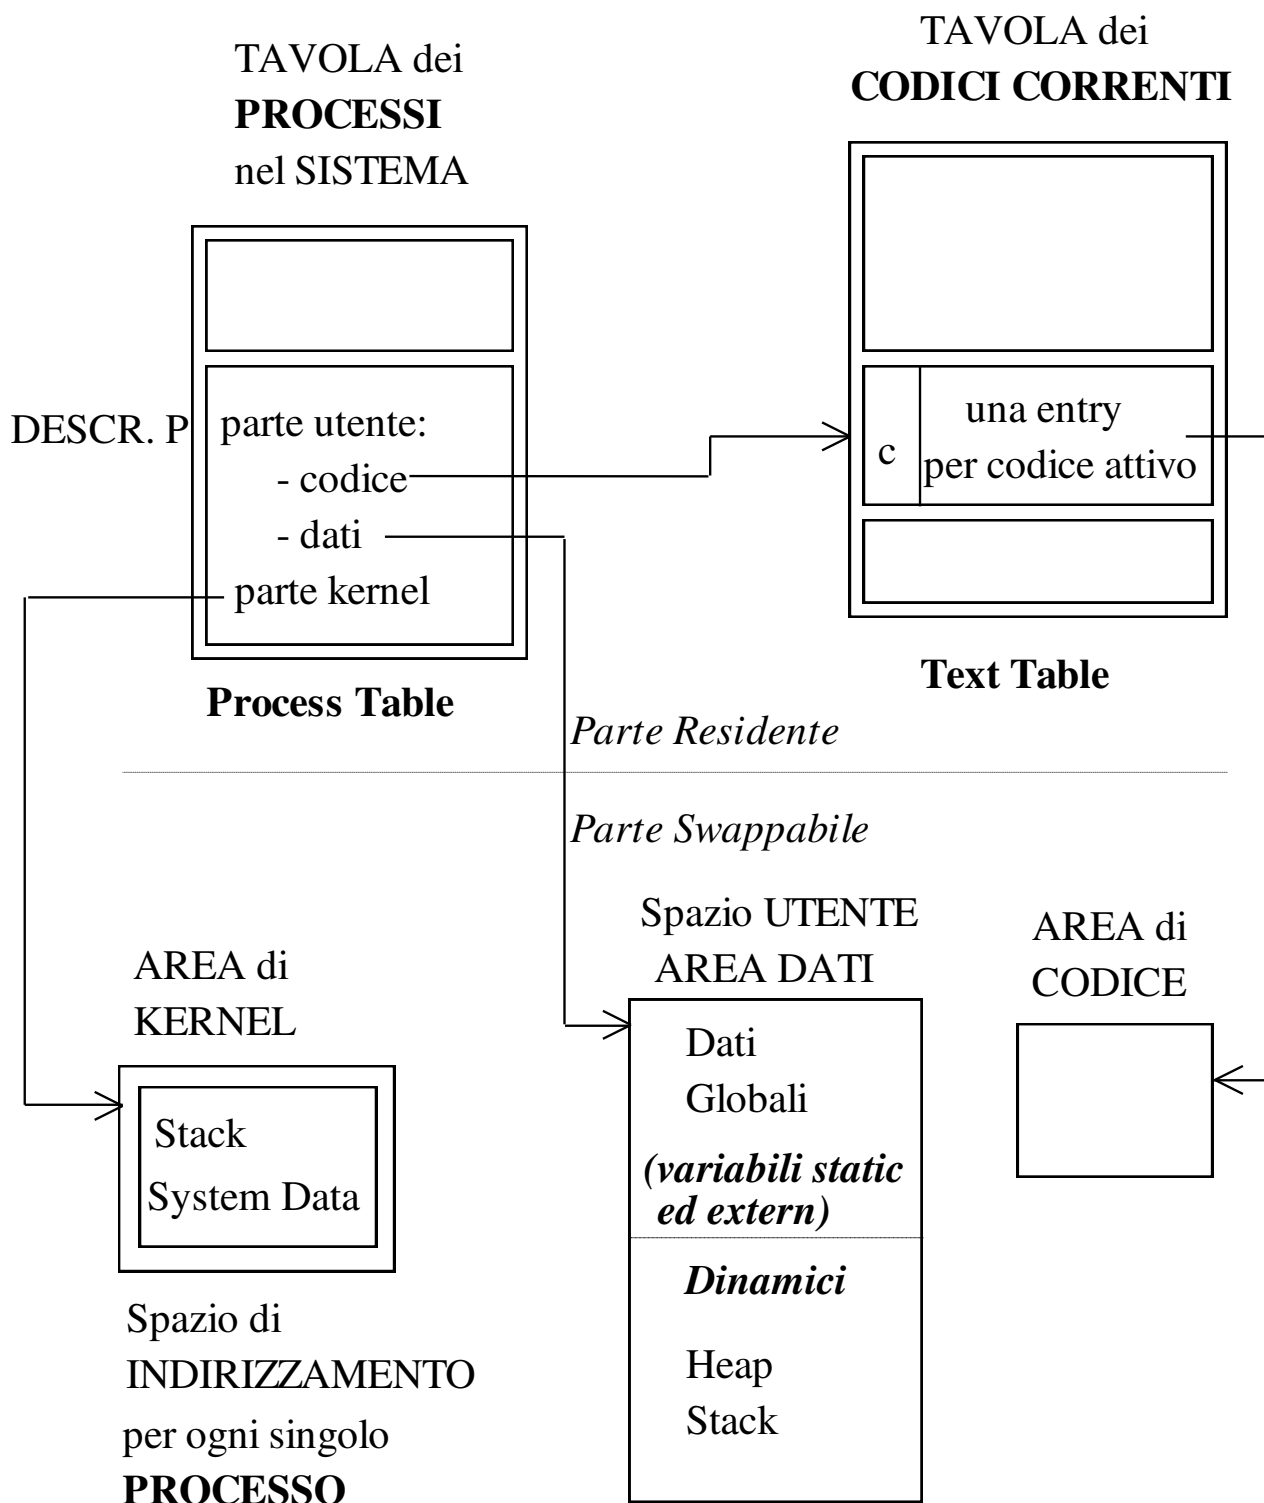 TAVOLA dei
PROCESSI
nel SISTEMA
TAVOLA dei
CODICI CORRENTI
DESCR. P
parte utente:
- codice
- dati
parte kernel
Process Table
c
una entry
per codice attivo
Text Table
Parte Residente
Parte Swappabile
AREA di
KERNEL
Stack
System Data
Spazio di
INDIRIZZAMENTO
per ogni singolo
PROCESSO
Spazio UTENTE
AREA DATI
Dati
Globali
(variabili static
ed extern)
Dinamici
Heap
Stack
AREA di
CODICE